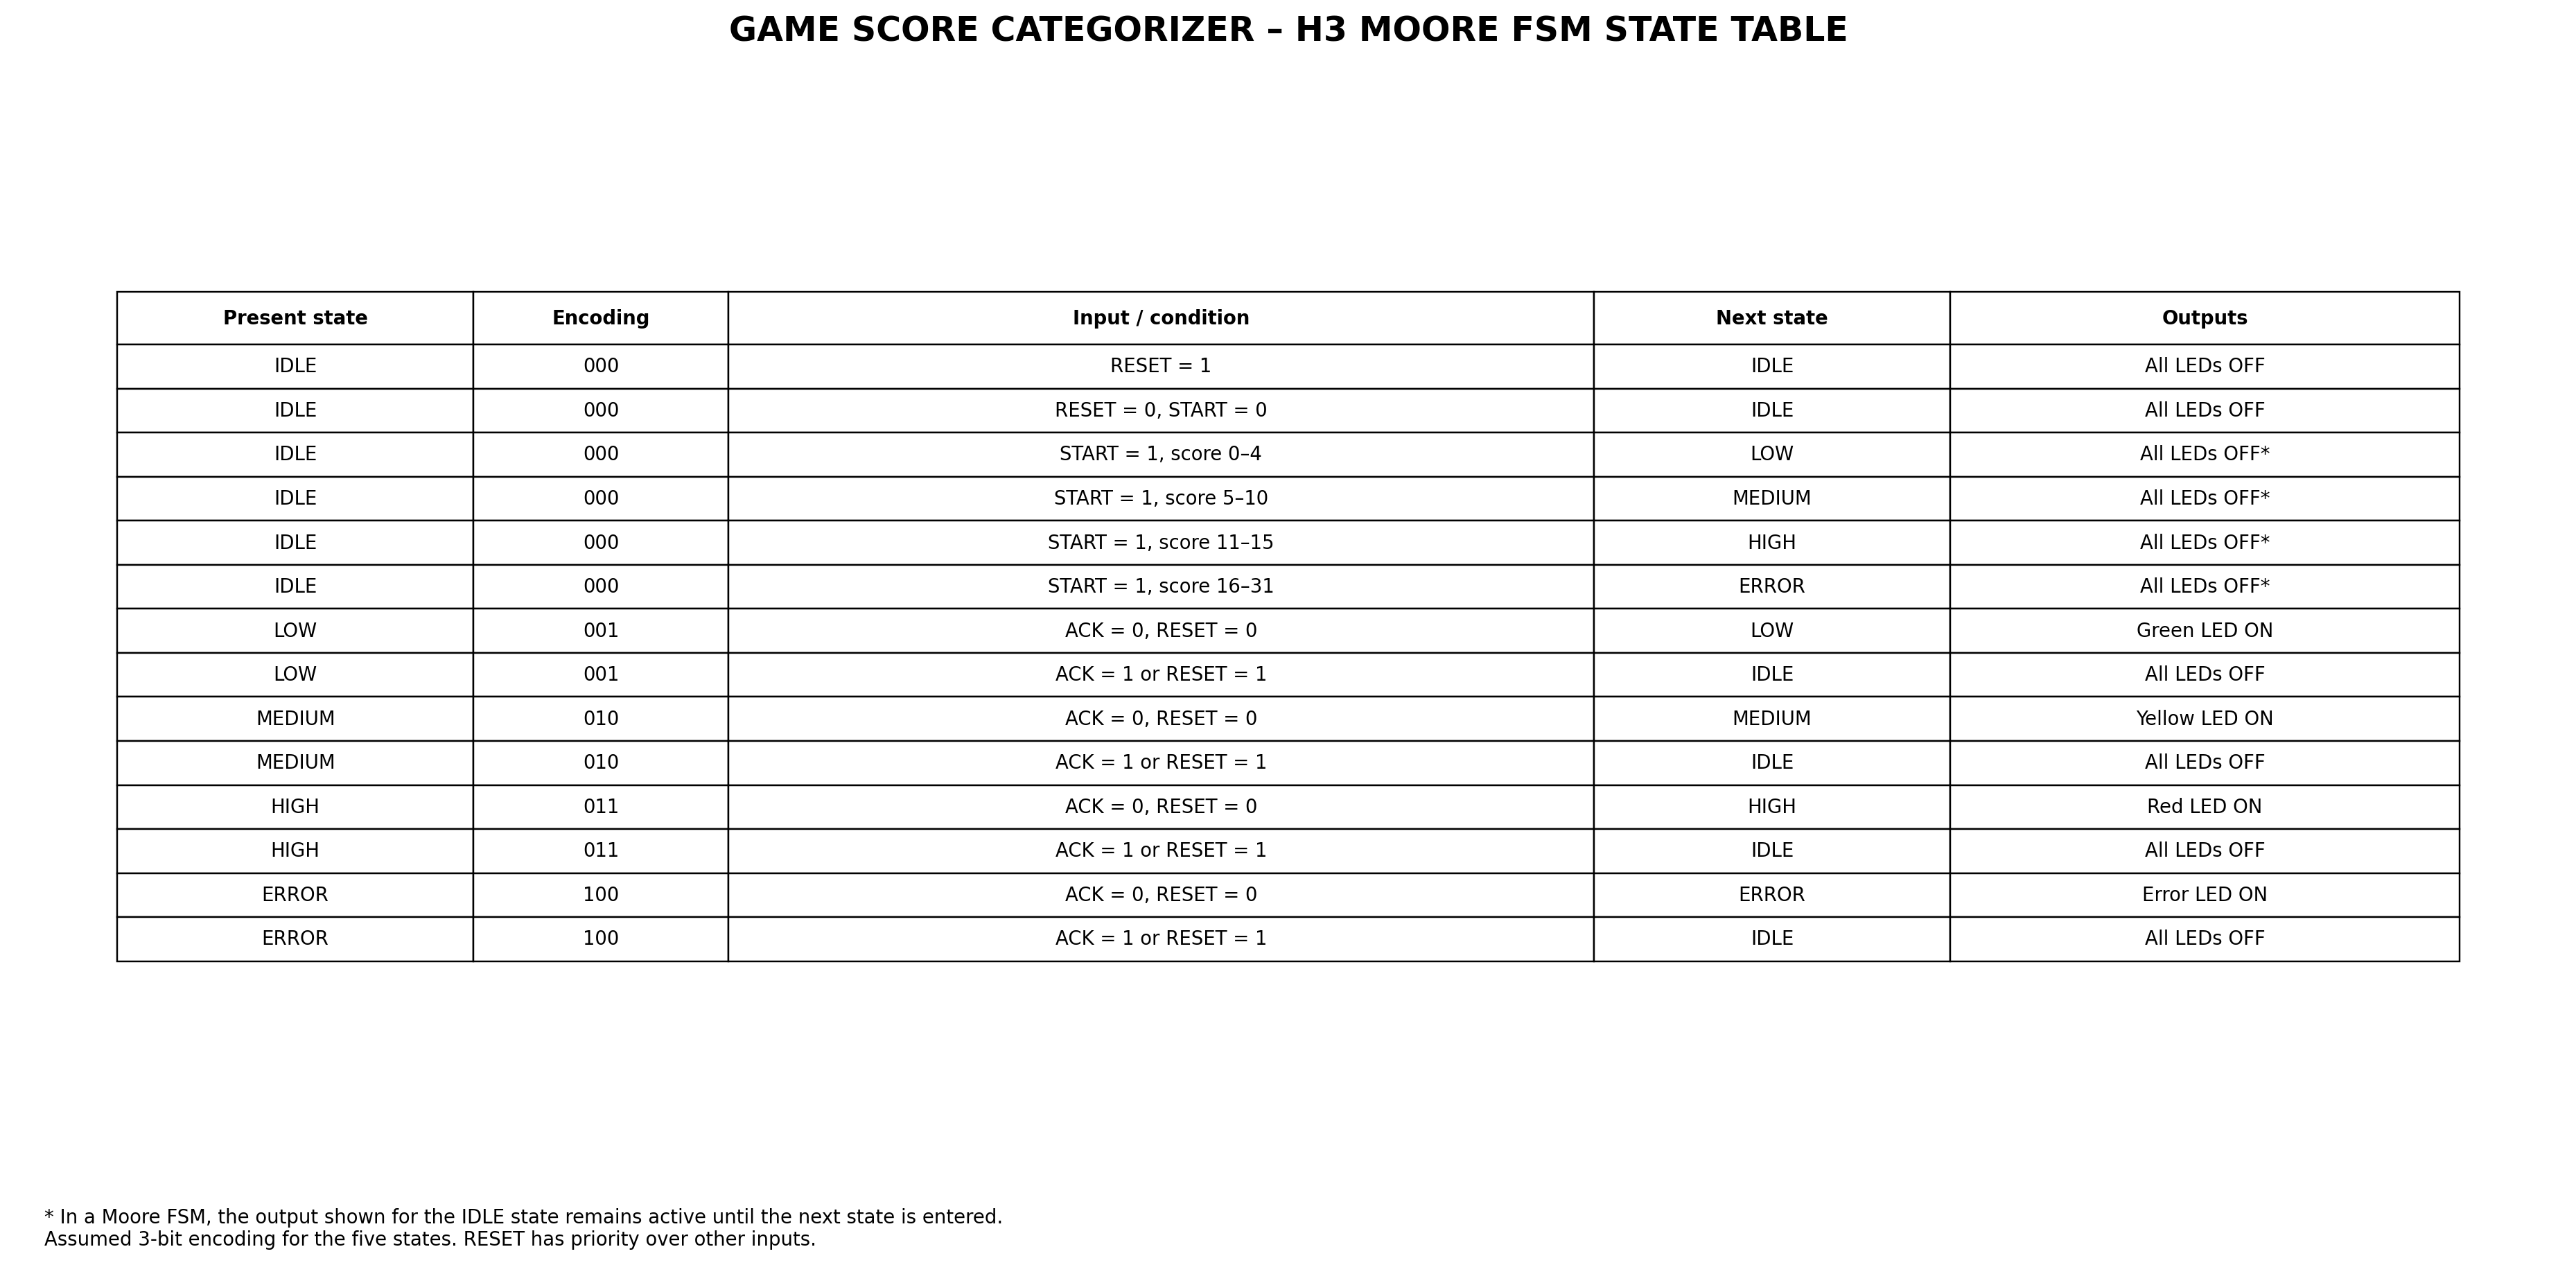 GAME SCORE CATEGORIZER – H3 MOORE FSM STATE TABLE
Present state Encoding Input / condition Next state Outputs
IDLE 000 RESET = 1 IDLE All LEDs OFF
IDLE 000 RESET = 0, START = 0 IDLE All LEDs OFF
IDLE 000 START = 1, score 0–4 LOW All LEDs OFF*
IDLE 000 START = 1, score 5–10 MEDIUM All LEDs OFF*
IDLE 000 START = 1, score 11–15 HIGH All LEDs OFF*
IDLE 000 START = 1, score 16–31 ERROR All LEDs OFF*
LOW 001 ACK = 0, RESET = 0 LOW Green LED ON
LOW 001 ACK = 1 or RESET = 1 IDLE All LEDs OFF
MEDIUM 010 ACK = 0, RESET = 0 MEDIUM Yellow LED ON
MEDIUM 010 ACK = 1 or RESET = 1 IDLE All LEDs OFF
HIGH 011 ACK = 0, RESET = 0 HIGH Red LED ON
HIGH 011 ACK = 1 or RESET = 1 IDLE All LEDs OFF
ERROR 100 ACK = 0, RESET = 0 ERROR Error LED ON
ERROR 100 ACK = 1 or RESET = 1 IDLE All LEDs OFF
* In a Moore FSM, the output shown for the IDLE state remains active until the next state is entered.
Assumed 3-bit encoding for the five states. RESET has priority over other inputs.